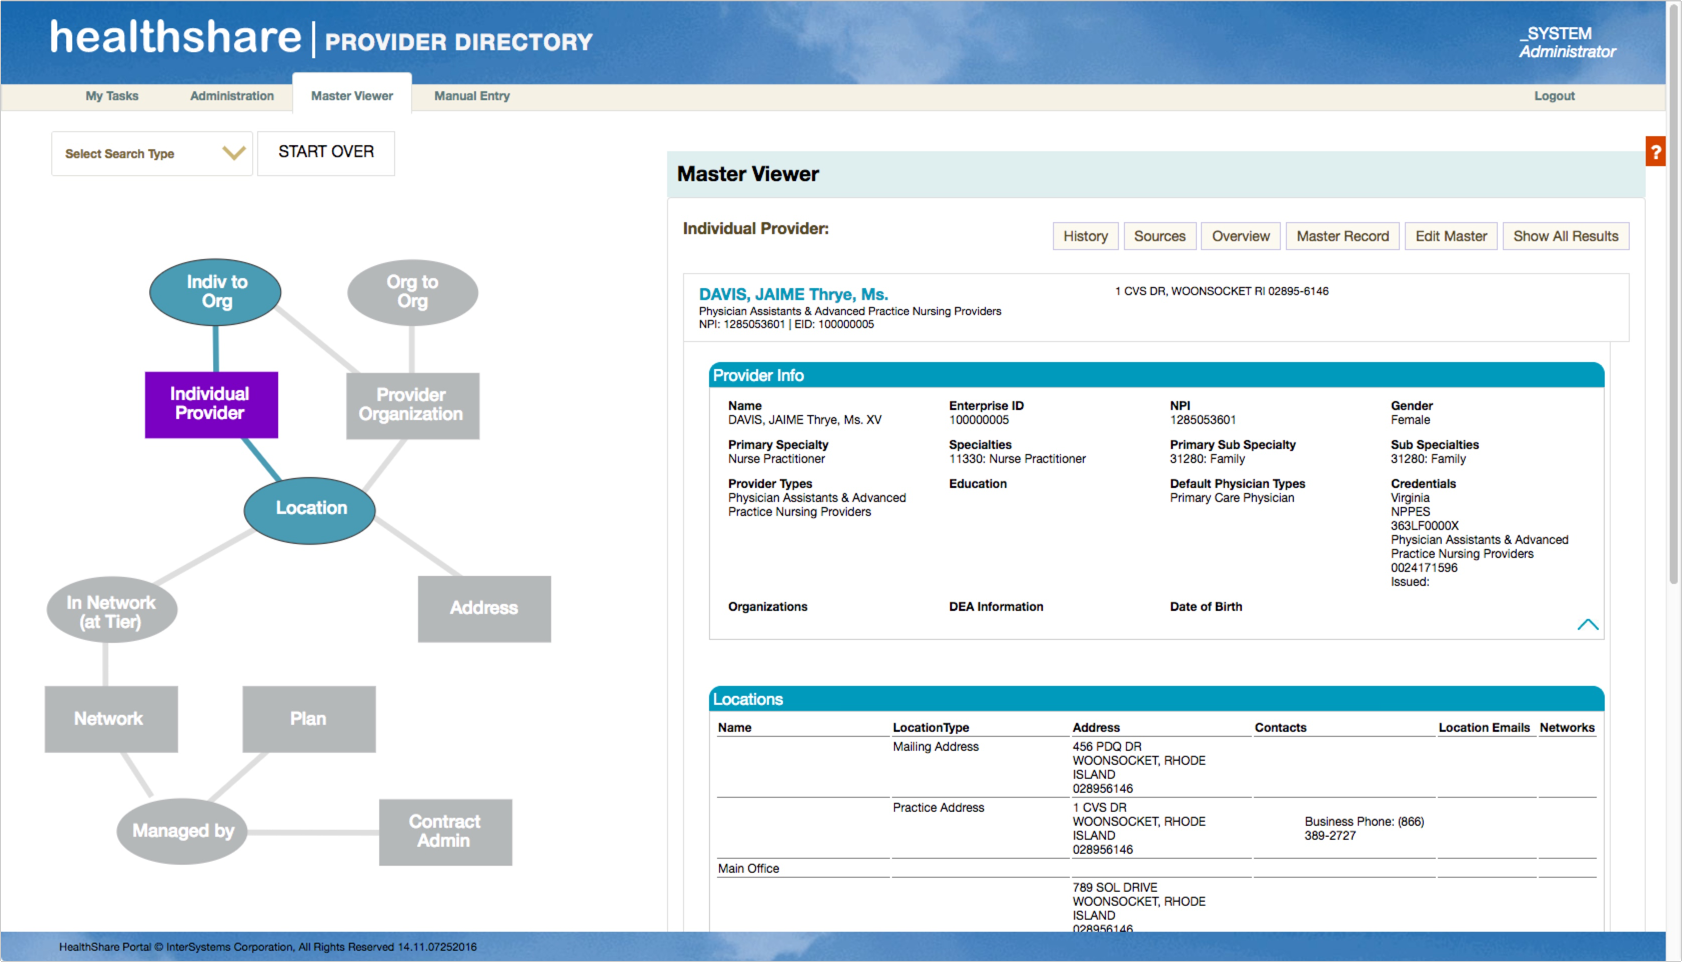 healthshare | PROVIDER DIRECTORY
_SYSTEM
Administrator
My Tasks
Administration
Master Viewer
Manual Entry
Logout
Select Search Type
START OVER
?
Indiv to
Org
Org to
Org
Individual
Provider
Provider
Organization
Location
In Network
(at Tier)
Address
Network
Plan
Managed by
Contract
Admin
Master Viewer
Individual Provider:
History
Sources
Overview
Master Record
Edit Master
Show All Results
DAVIS, JAIME Thrye, Ms.
1 CVS DR, WOONSOCKET RI 02895-6146
Physician Assistants & Advanced Practice Nursing Providers
NPI: 1285053601 | EID: 100000005
Provider Info
Name
DAVIS, JAIME Thrye, Ms. XV
Enterprise ID
100000005
NPI
1285053601
Gender
Female
Primary Specialty
Nurse Practitioner
Specialties
11330: Nurse Practitioner
Primary Sub Specialty
31280: Family
Sub Specialties
31280: Family
Provider Types
Physician Assistants & Advanced
Practice Nursing Providers
Education
Default Physician Types
Primary Care Physician
Credentials
Virginia
NPPES
363LF0000X
Physician Assistants & Advanced
Practice Nursing Providers
0024171596
Issued:
Organizations
DEA Information
Date of Birth
Locations
Name LocationType Address Contacts Location Emails Networks
Mailing Address
456 PDQ DR
WOONSOCKET, RHODE
ISLAND
028956146
Practice Address
1 CVS DR
WOONSOCKET, RHODE
ISLAND
028956146
Business Phone: (866)
389-2727
Main Office
789 SOL DRIVE
WOONSOCKET, RHODE
ISLAND
028956146
HealthShare Portal © InterSystems Corporation, All Rights Reserved 14.11.07252016